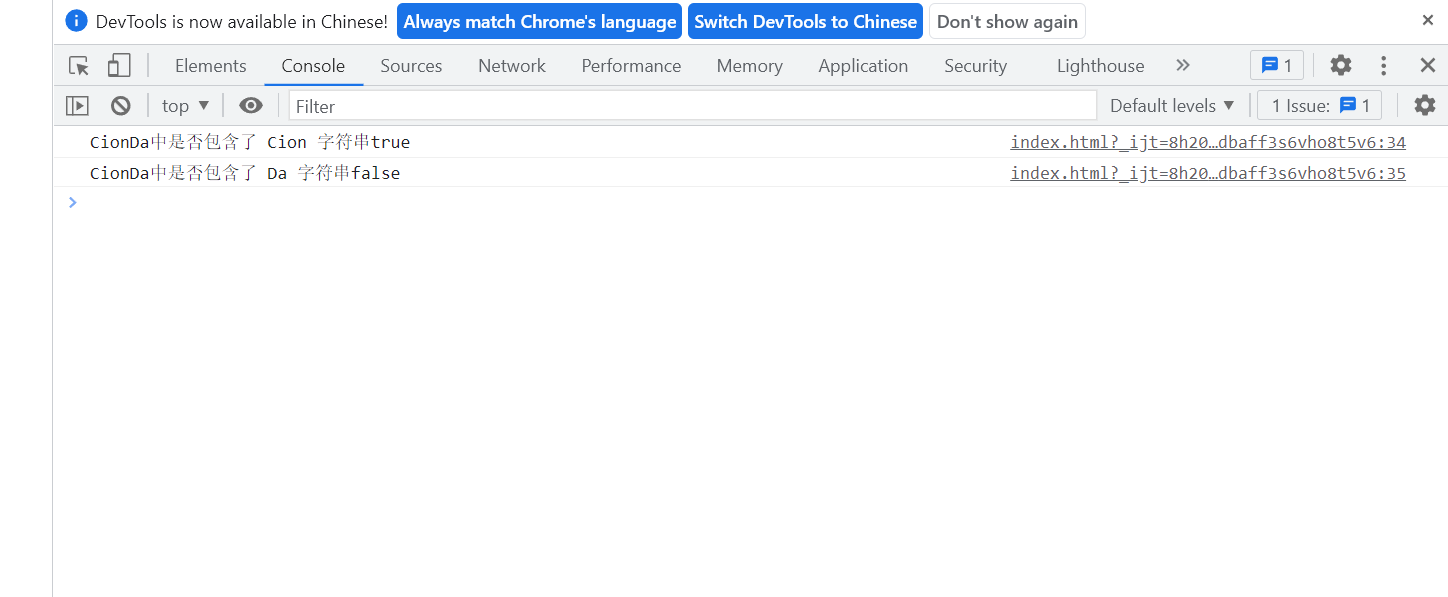 DevTools is now available in Chinese! Always match Chrome's language Switch DevTools to Chinese Don't show again
Elements Console Sources Network Performance Memory Application Security Lighthouse 1
top Filter Default levels 1 Issue: 1
CionDa中是否包含了 Cion 字符串true index.html?_ijt=8h20…dbaff3s6vho8t5v6:34
CionDa中是否包含了 Da 字符串false index.html?_ijt=8h20…dbaff3s6vho8t5v6:35